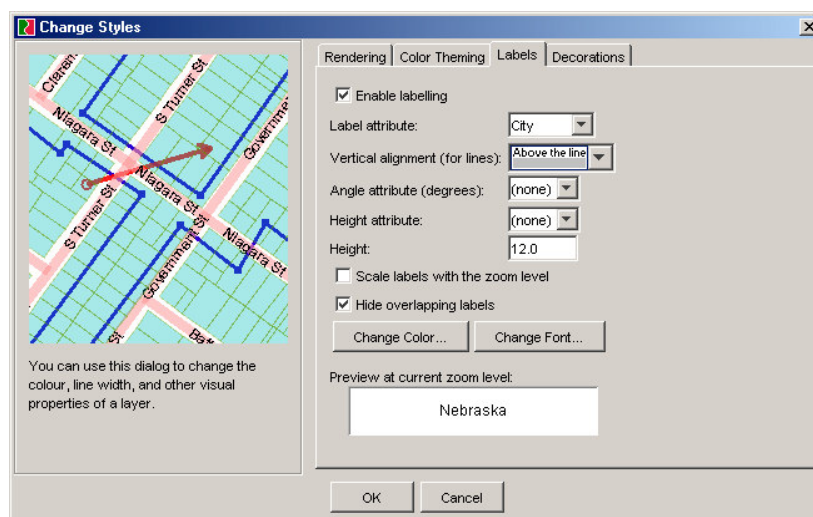 Change Styles
Claren
S Turner St
Niagara St
Government
Niagara St
S Turner St
Niagara St
Government St
St
Bat
You can use this dialog to change the
colour, line width, and other visual
properties of a layer.
Rendering Color Theming Labels Decorations
Enable labelling
Label attribute: City
Vertical alignment (for lines): Above the line
Angle attribute (degrees): (none)
Height attribute: (none)
Height: 12.0
Scale labels with the zoom level
Hide overlapping labels
Change Color... Change Font...
Preview at current zoom level:
Nebraska
OK Cancel